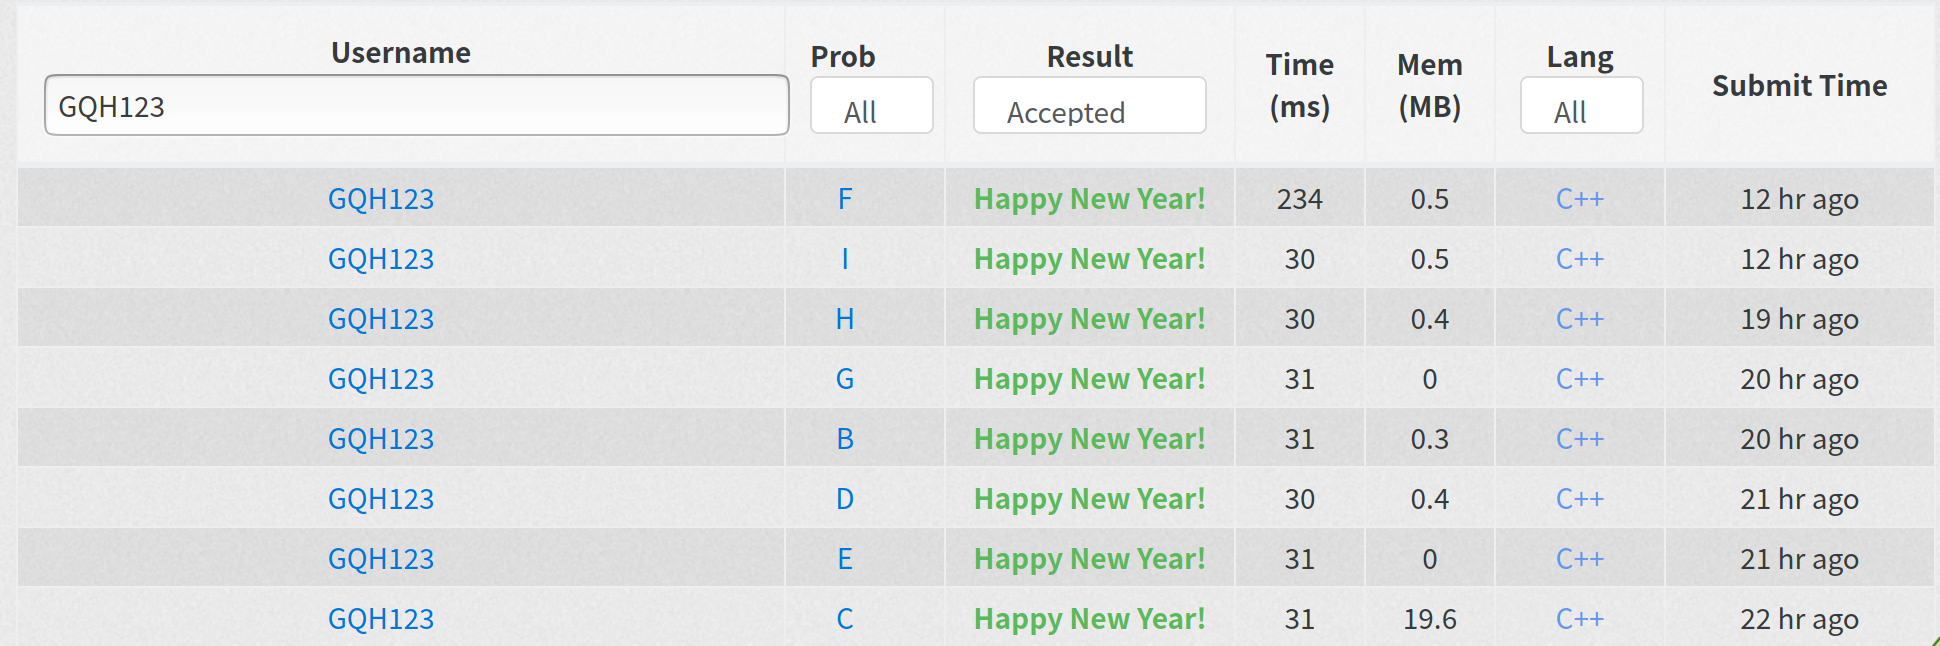 Username Prob Result Time (ms) Mem (MB) Lang Submit Time
GQH123 All Accepted All
GQH123 F Happy New Year! 234 0.5 C++ 12 hr ago
GQH123 I Happy New Year! 30 0.5 C++ 12 hr ago
GQH123 H Happy New Year! 30 0.4 C++ 19 hr ago
GQH123 G Happy New Year! 31 0 C++ 20 hr ago
GQH123 B Happy New Year! 31 0.3 C++ 20 hr ago
GQH123 D Happy New Year! 30 0.4 C++ 21 hr ago
GQH123 E Happy New Year! 31 0 C++ 21 hr ago
GQH123 C Happy New Year! 31 19.6 C++ 22 hr ago